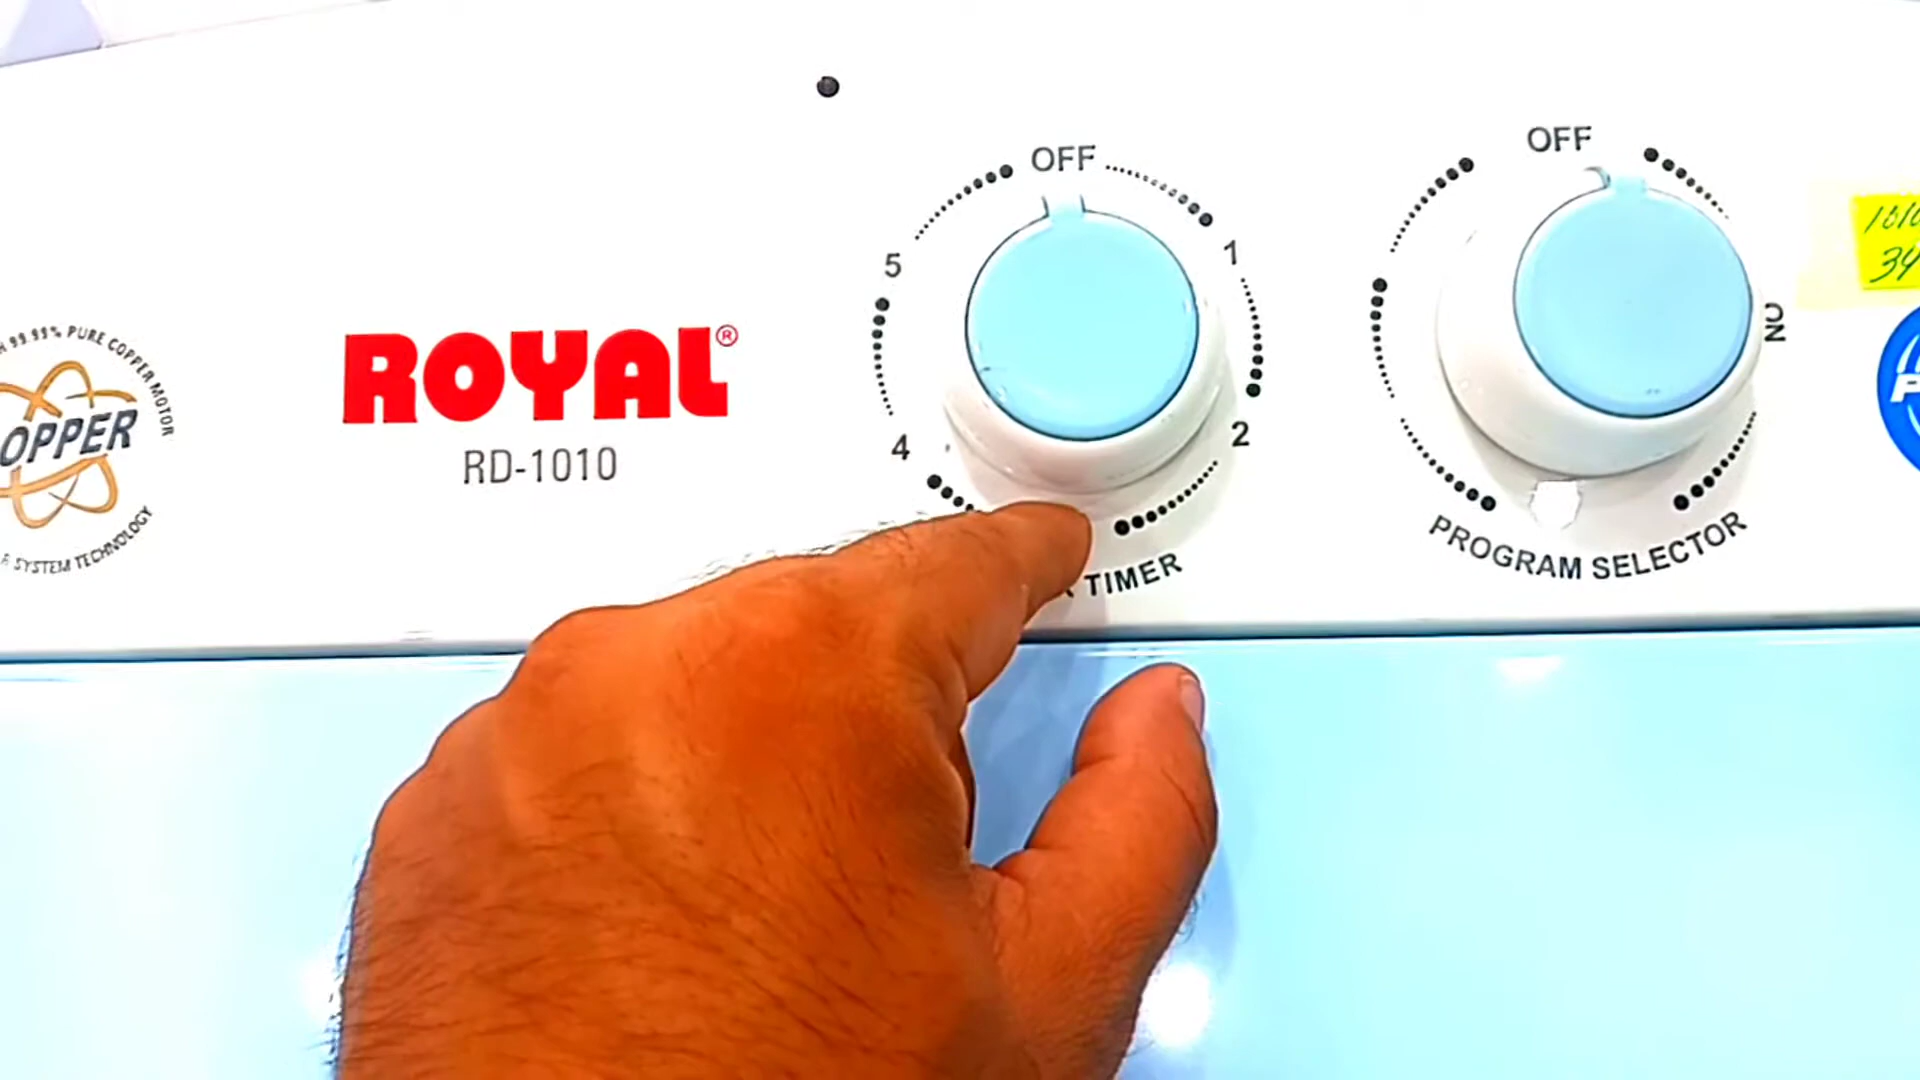 99.99% PURE COPPER MOTOR
OPPER
SYSTEM TECHNOLOGY
ROYAL®
RD-1010
OFF
1
2
4
5
TIMER
OFF
ON
PROGRAM SELECTOR
1010